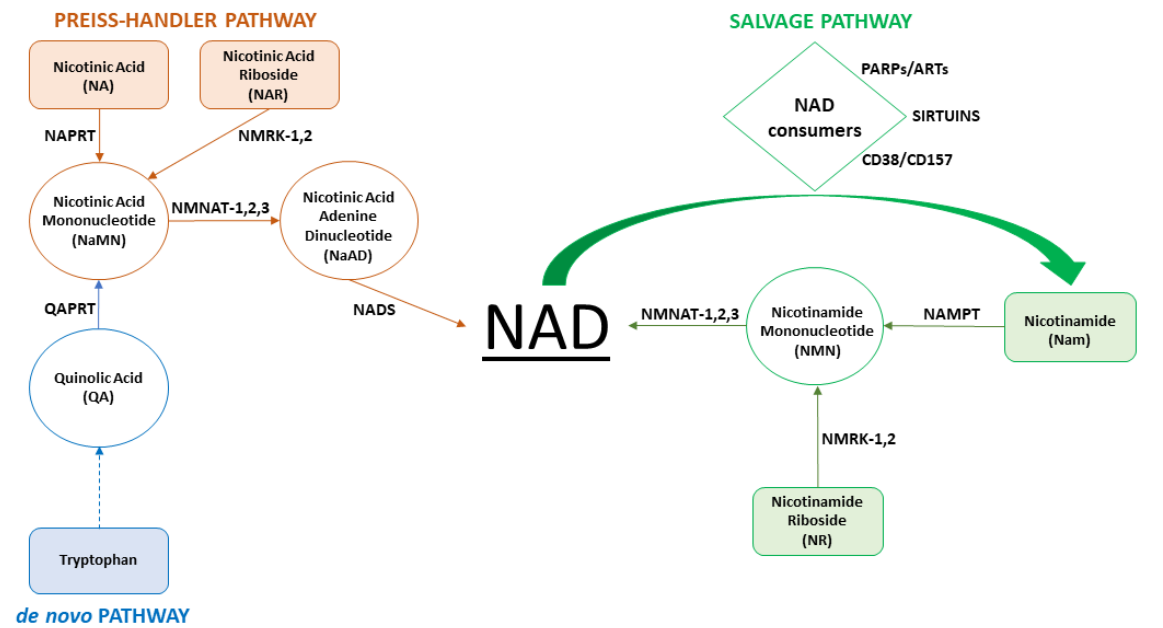 PREISS-HANDLER PATHWAY
Nicotinic Acid
(NA)
Nicotinic Acid
Riboside
(NAR)
NAPRT
NMRK-1,2
Nicotinic Acid
Mononucleotide
(NaMN)
NMNAT-1,2,3
Nicotinic Acid
Adenine
Dinucleotide
(NaAD)
QAPRT
NADS
Quinolic Acid
(QA)
Tryptophan
de novo PATHWAY
NAD
SALVAGE PATHWAY
PARPs/ARTs
NAD
consumers
SIRTUINS
CD38/CD157
NMNAT-1,2,3
Nicotinamide
Mononucleotide
(NMN)
NAMPT
Nicotinamide
(Nam)
NMRK-1,2
Nicotinamide
Riboside
(NR)